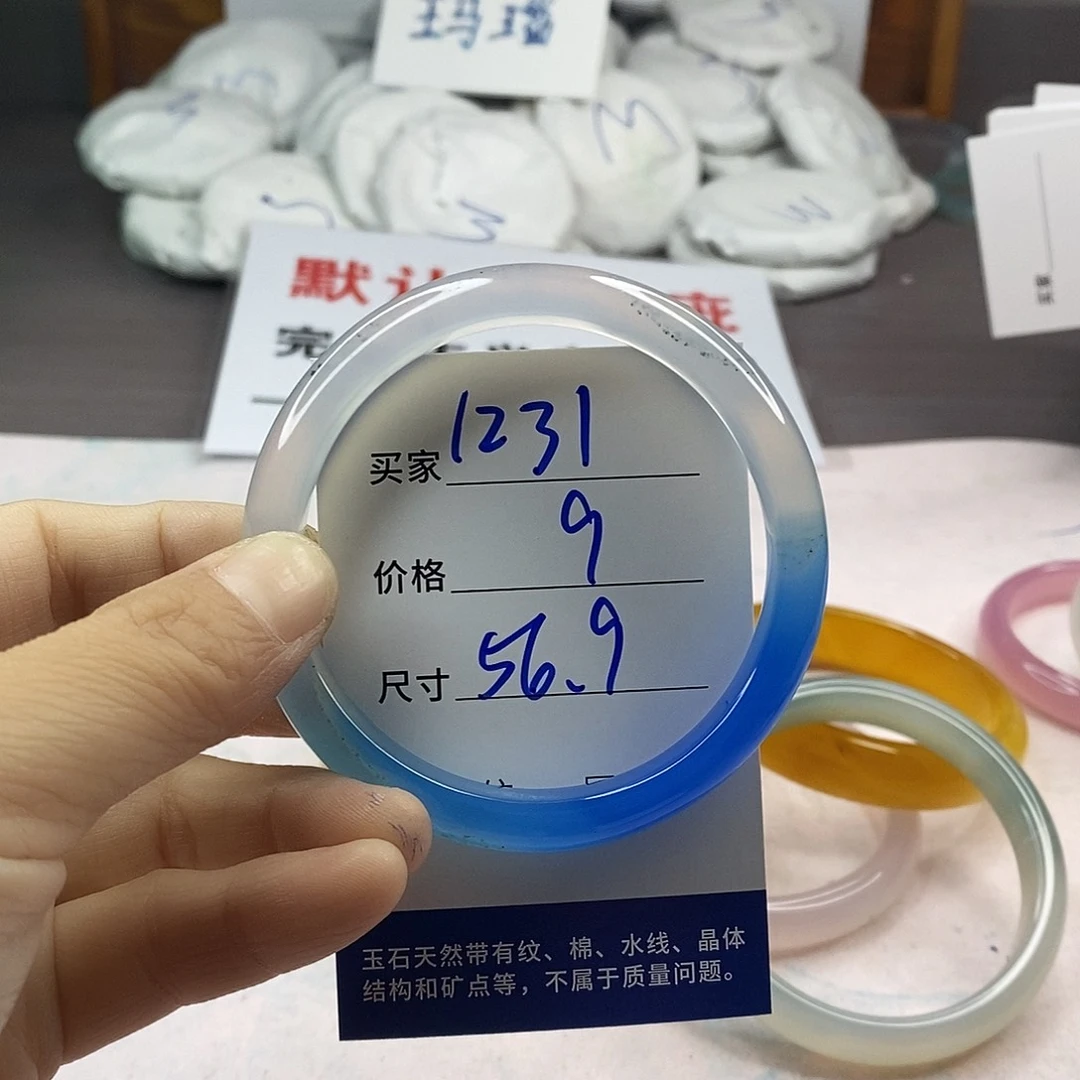 玛瑙
默认
完
买家 1231
价格 9
尺寸 56.9
玉石天然带有纹、棉、水线、晶体
结构和矿点等，不属于质量问题。